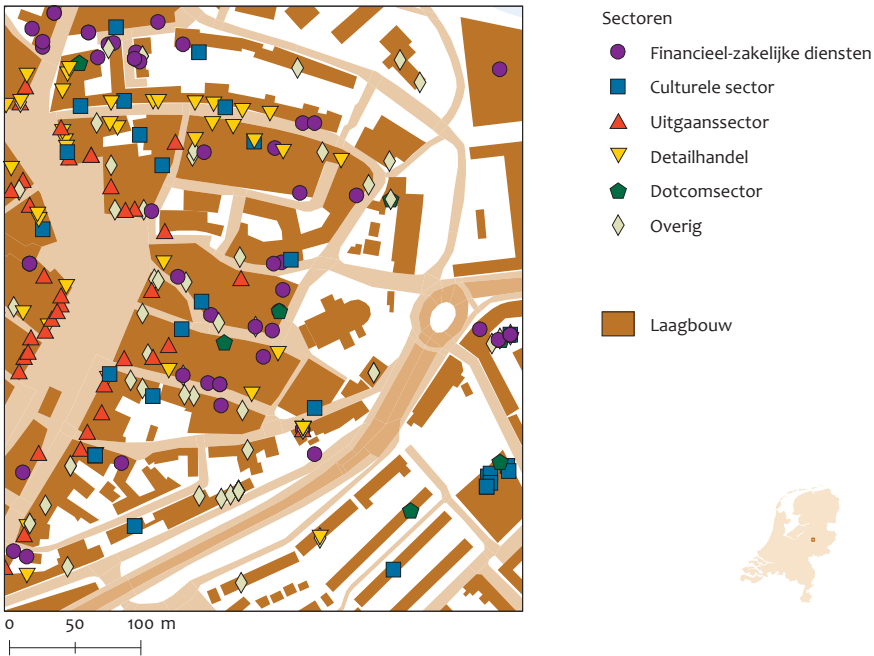 Sectoren
Financieel-zakelijke diensten
Culturele sector
Uitgaanssector
Detailhandel
Dotcomsector
Overig
Laagbouw
0 50 100 m